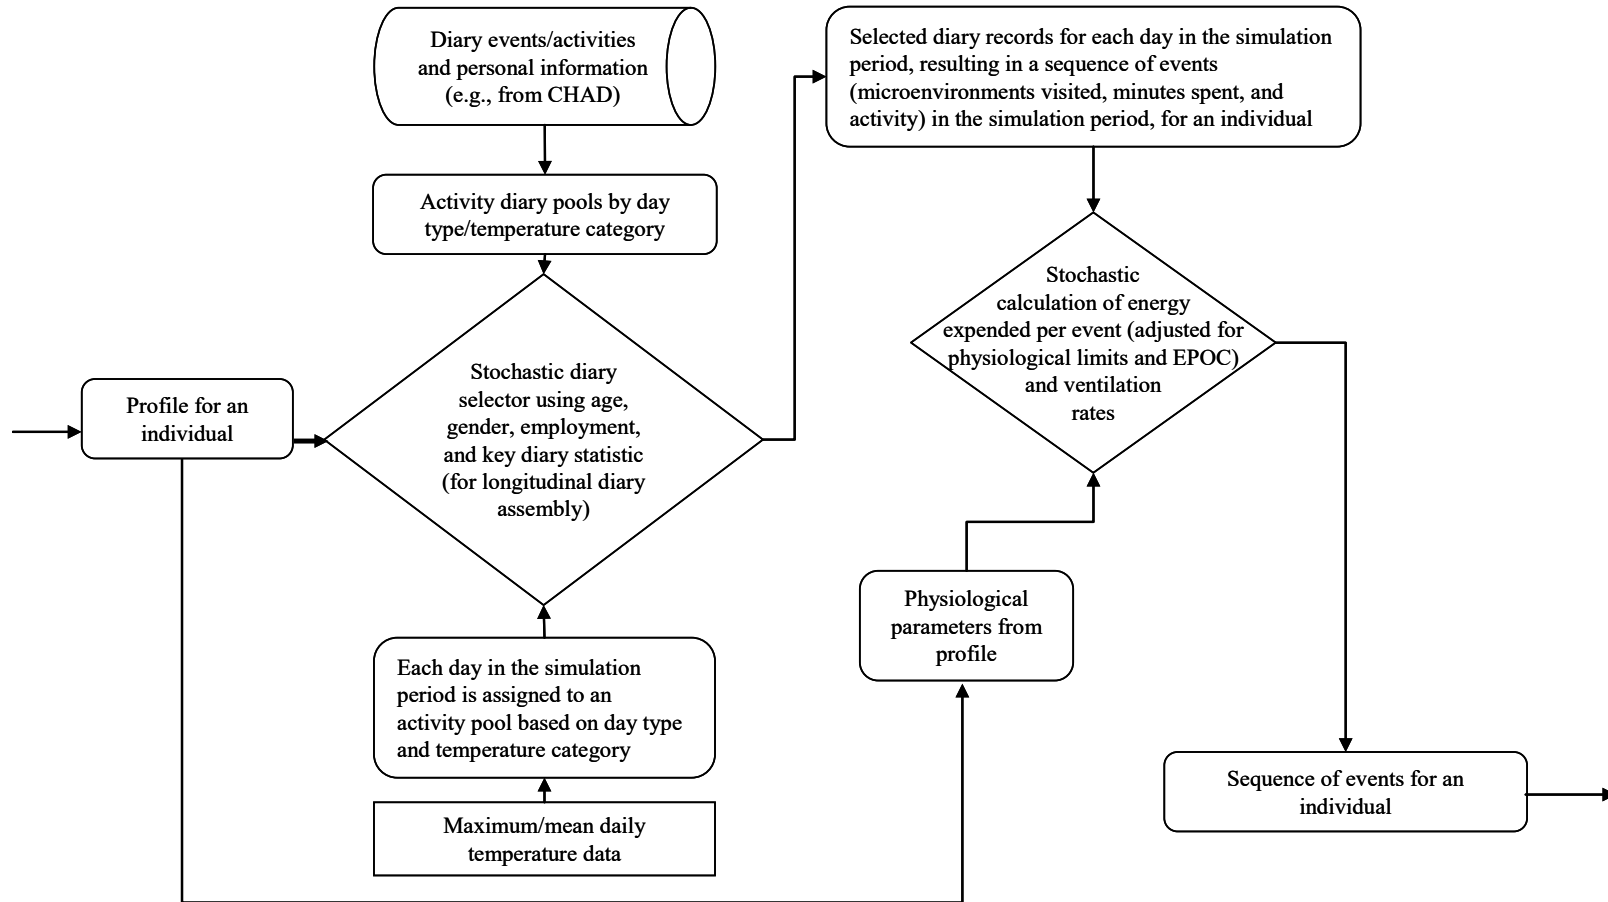 Diary events/activities
and personal information
(e.g., from CHAD)
Activity diary pools by day
type/temperature category
Profile for an
individual
Stochastic diary
selector using age,
gender, employment,
and key diary statistic
(for longitudinal diary
assembly)
Each day in the simulation
period is assigned to an
activity pool based on day type
and temperature category
Maximum/mean daily
temperature data
Selected diary records for each day in the simulation
period, resulting in a sequence of events
(microenvironments visited, minutes spent, and
activity) in the simulation period, for an individual
Stochastic
calculation of energy
expended per event (adjusted for
physiological limits and EPOC)
and ventilation
rates
Physiological
parameters from
profile
Sequence of events for an
individual